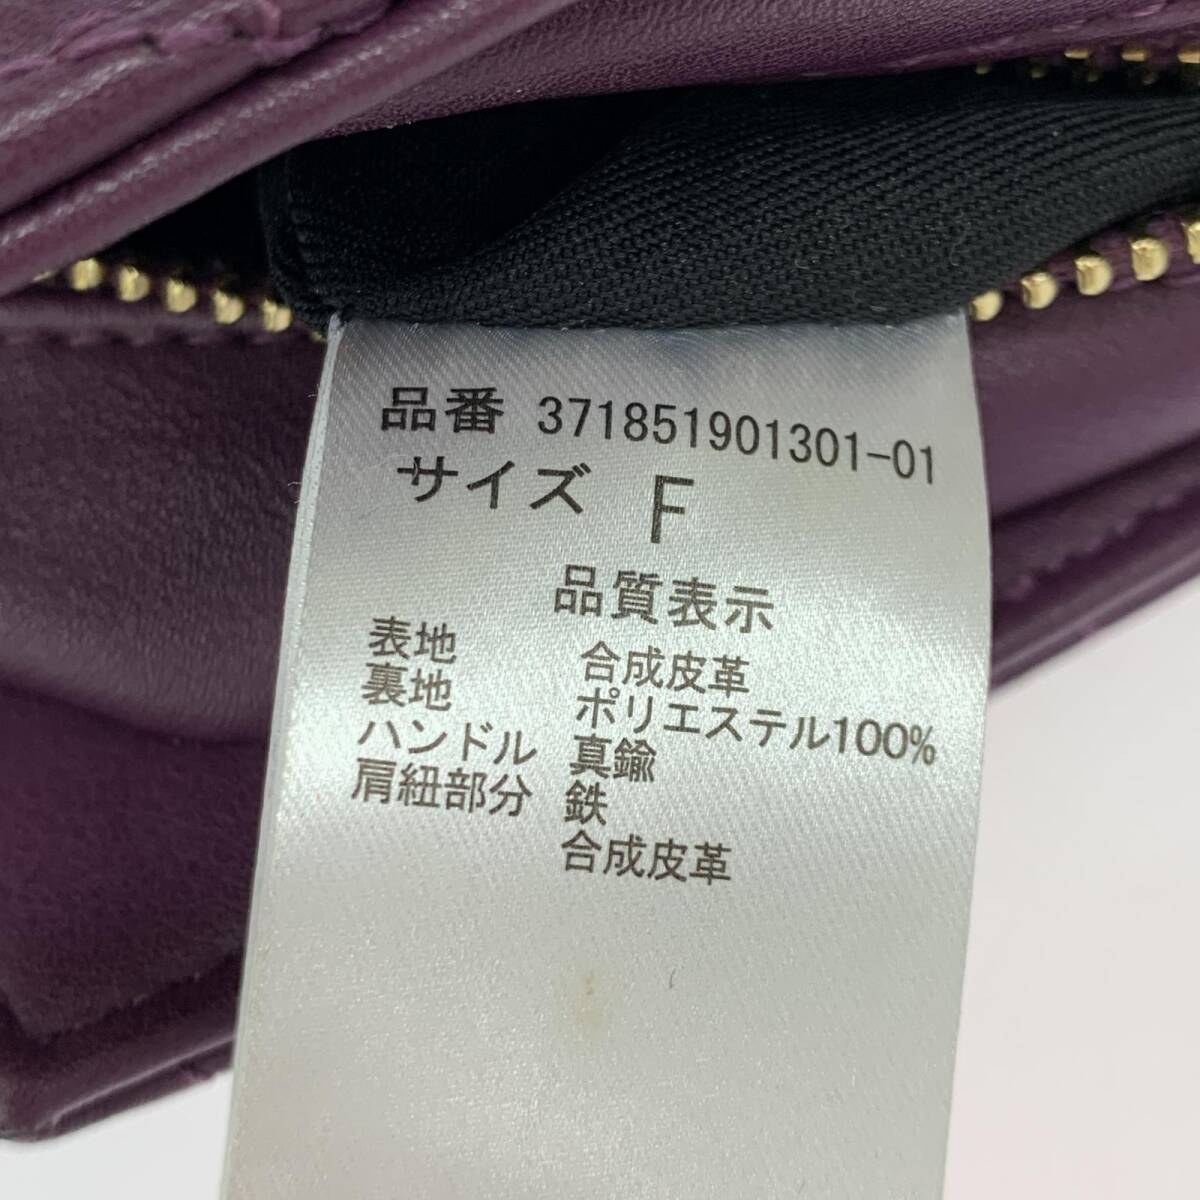 品番 371851901301-01
サイズ F
品質表示
表地 合成皮革
裏地 ポリエステル100%
ハンドル 真鍮
肩紐部分 鉄
合成皮革